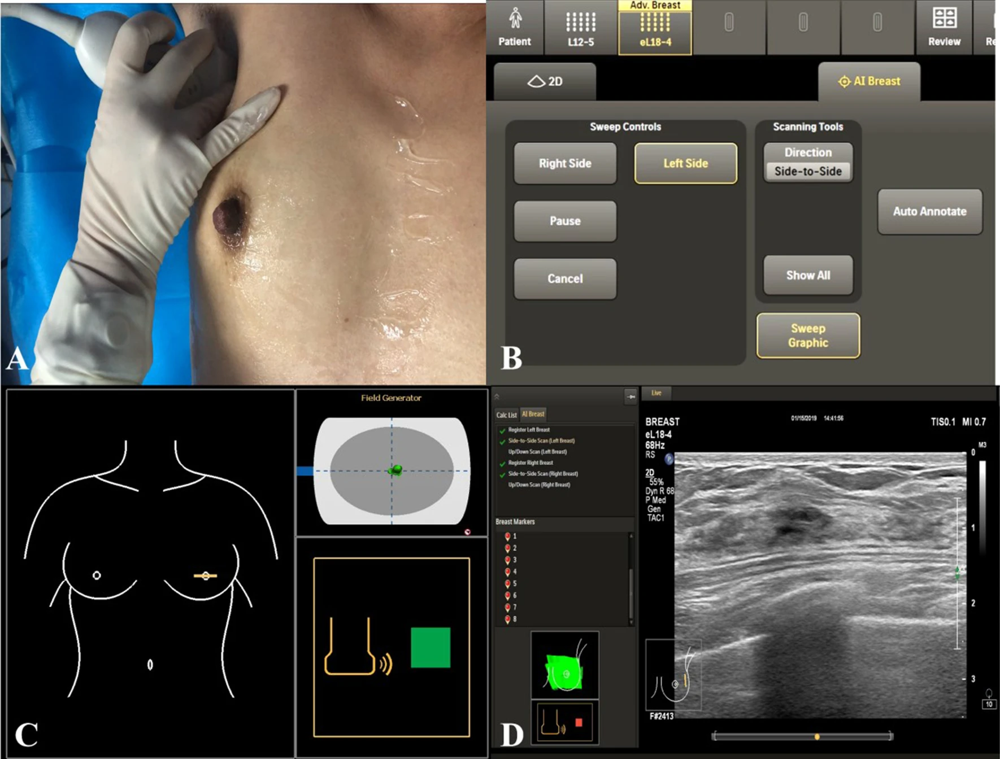 A
Adv. Breast
Patient
L12-5
eL18-4
Review
Re
2D
AI Breast
Sweep Controls
Scanning Tools
Right Side
Left Side
Direction
Side-to-Side
Pause
Auto Annotate
Cancel
Show All
Sweep
Graphic
B
Field Generator
C
Calc List
AI Breast
Register Left Breast
Side-to-Side Scan (Left Breast)
Up/Down Scan (Left Breast)
Register Right Breast
Side-to-Side Scan (Right Breast)
Up/Down Scan (Right Breast)
Breast Markers
1
2
3
4
5
6
7
8
D
Live
BREAST
01/15/2019 14:41:56
TIS0.1 MI 0.7
eL18-4
68Hz
RS
P
M3
2D
55%
Dyn R 68
P Med
Gen
TAC1
0
1
2
3
10
F#2413